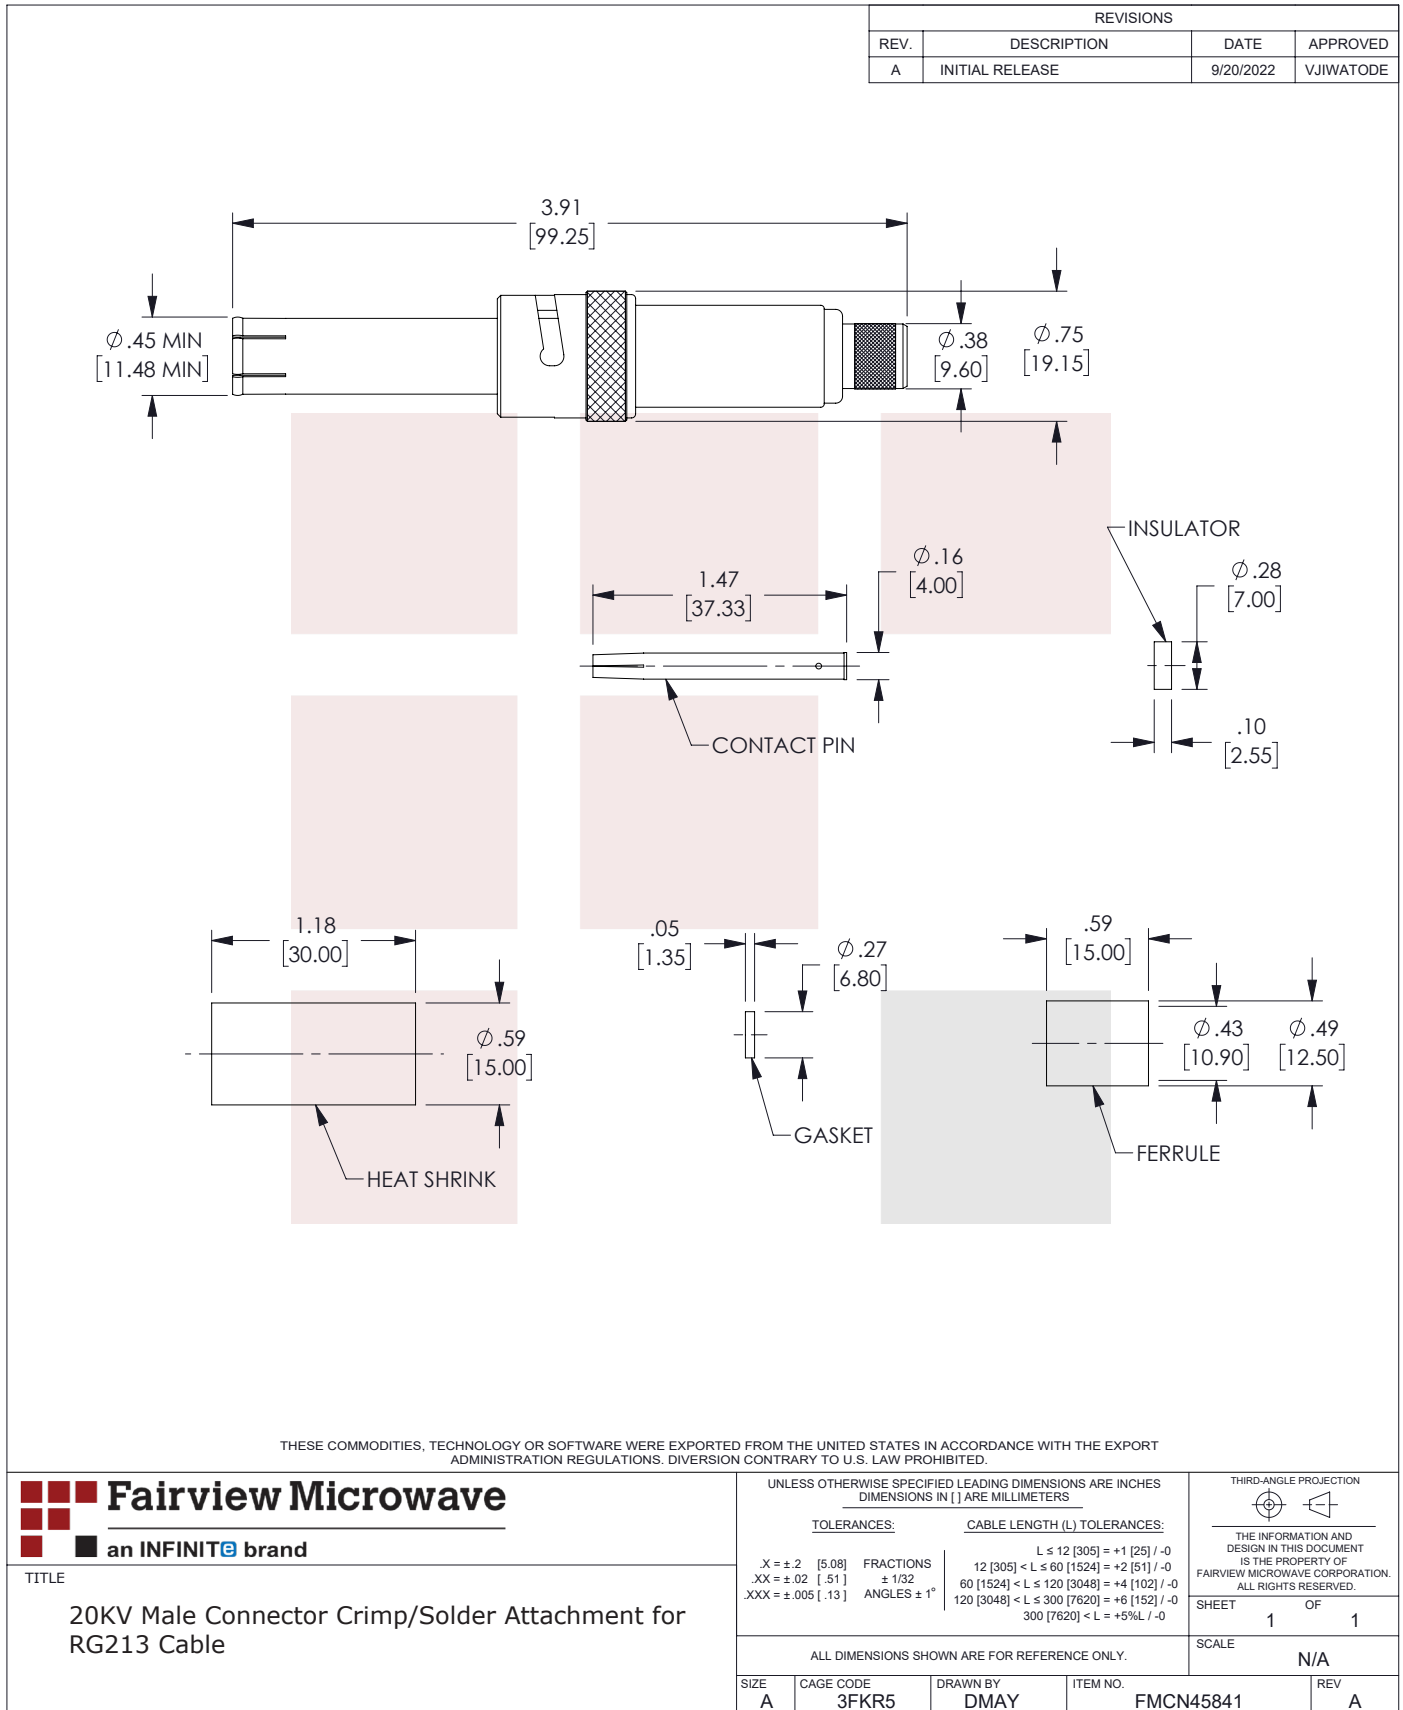 REVISIONS
REV. DESCRIPTION DATE APPROVED
A INITIAL RELEASE 9/20/2022 VJIWATODE
3.91
[99.25]
Ø.45 MIN
[11.48 MIN]
Ø.38
[9.60]
Ø.75
[19.15]
INSULATOR
Ø.16
[4.00]
1.47
[37.33]
Ø.28
[7.00]
CONTACT PIN
.10
[2.55]
1.18
[30.00]
.05
[1.35]
Ø.27
[6.80]
.59
[15.00]
Ø.59
[15.00]
Ø.43
[10.90]
Ø.49
[12.50]
GASKET
FERRULE
HEAT SHRINK
THESE COMMODITIES, TECHNOLOGY OR SOFTWARE WERE EXPORTED FROM THE UNITED STATES IN ACCORDANCE WITH THE EXPORT
ADMINISTRATION REGULATIONS. DIVERSION CONTRARY TO U.S. LAW PROHIBITED.
Fairview Microwave
an INFINITe brand
TITLE
20KV Male Connector Crimp/Solder Attachment for
RG213 Cable
UNLESS OTHERWISE SPECIFIED LEADING DIMENSIONS ARE INCHES
DIMENSIONS IN [ ] ARE MILLIMETERS
TOLERANCES:
.X = ±.2 [5.08] FRACTIONS
.XX = ±.02 [ .51 ] ± 1/32
.XXX = ±.005 [ .13 ] ANGLES ± 1°
CABLE LENGTH (L) TOLERANCES:
L ≤ 12 [305] = +1 [25] / -0
12 [305] < L ≤ 60 [1524] = +2 [51] / -0
60 [1524] < L ≤ 120 [3048] = +4 [102] / -0
120 [3048] < L ≤ 300 [7620] = +6 [152] / -0
300 [7620] < L = +5%L / -0
THIRD-ANGLE PROJECTION
THE INFORMATION AND
DESIGN IN THIS DOCUMENT
IS THE PROPERTY OF
FAIRVIEW MICROWAVE CORPORATION.
ALL RIGHTS RESERVED.
SHEET 1 OF 1
ALL DIMENSIONS SHOWN ARE FOR REFERENCE ONLY.
SCALE
N/A
SIZE CAGE CODE DRAWN BY ITEM NO. REV
A 3FKR5 DMAY FMCN45841 A